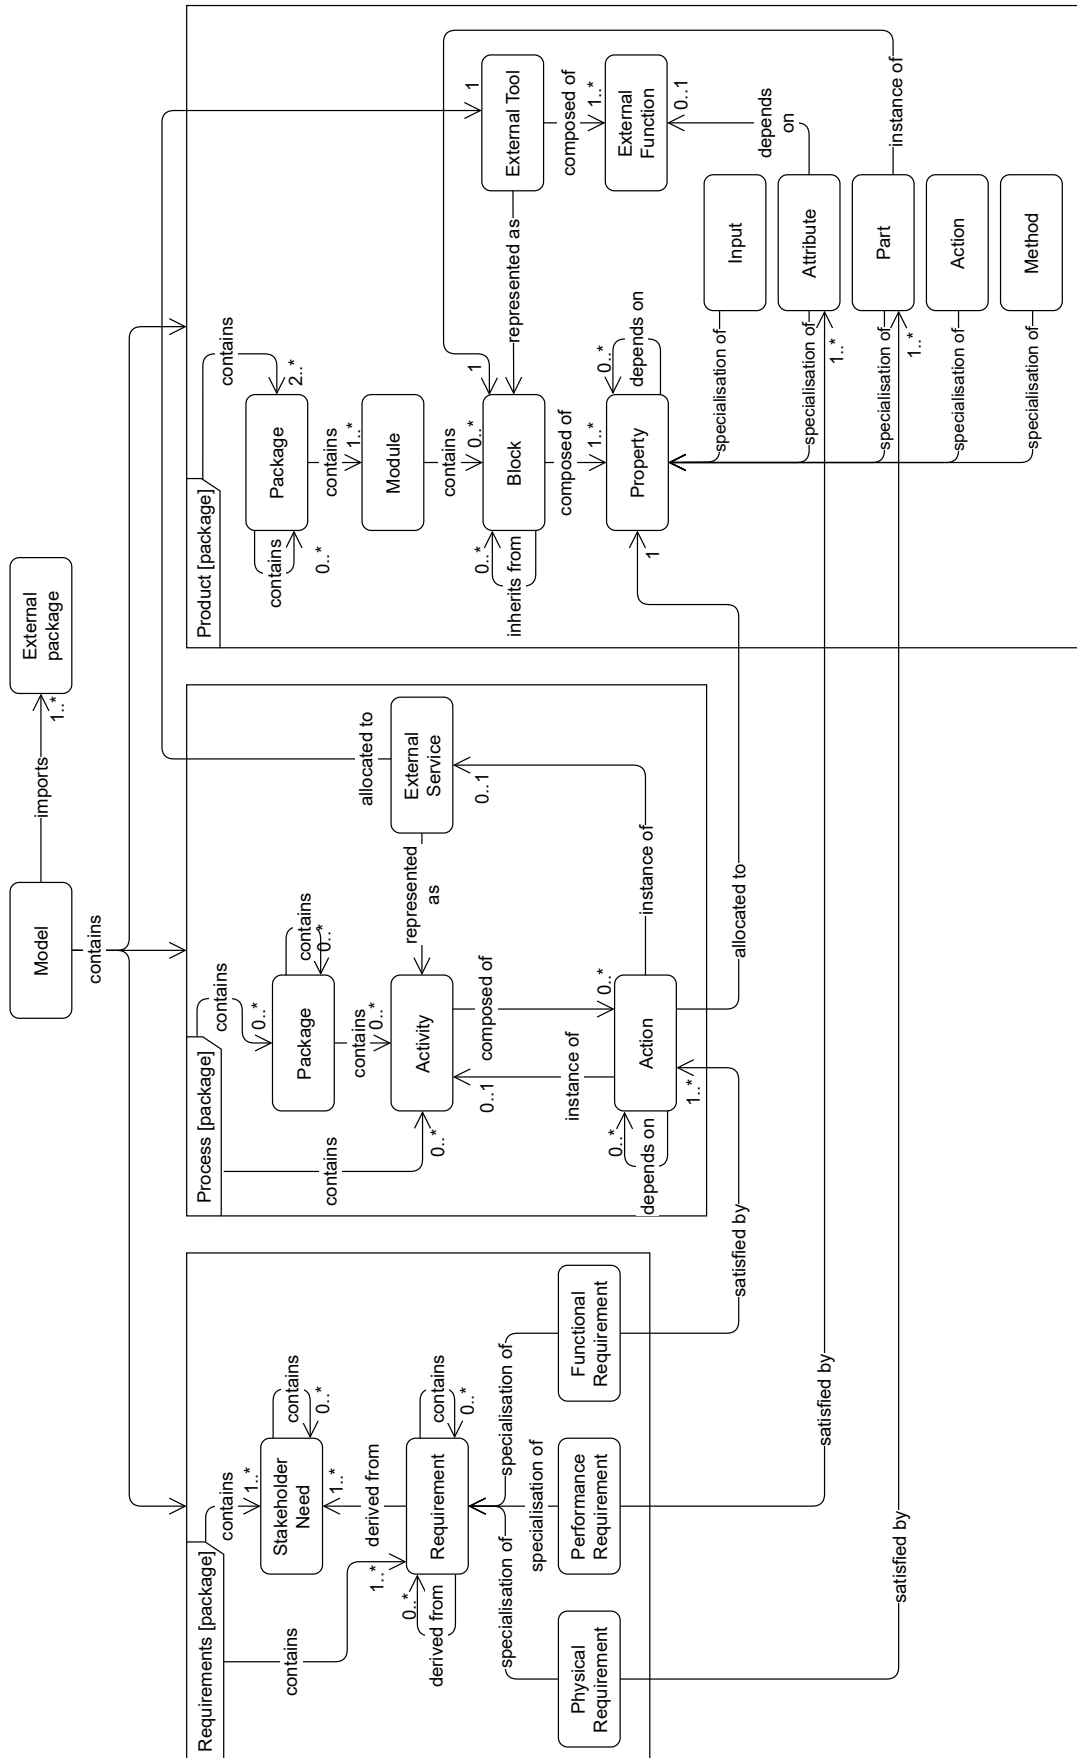 Model
imports
1..*
External
package
contains
Requirements [package]
contains
1..*
Stakeholder
Need
contains
0..*
contains
1..*
derived from
1..*
Requirement
contains
0..*
derived from
0..*
specialisation of
specialisation of
specialisation of
Physical
Requirement
Performance
Requirement
Functional
Requirement
satisfied by
satisfied by
satisfied by
Process [package]
contains
0..*
Package
contains
0..*
contains
0..*
contains
0..*
Activity
represented
as
External
Service
allocated to
composed of
0..*
instance of
0..1
instance of
0..1
Action
depends on
0..*
1..*
allocated to
Product [package]
contains
2..*
Package
contains
0..*
contains
1..*
Module
contains
0..*
Block
inherits from
0..*
1
represented as
External Tool
1
composed of
1..*
External
Function
0..1
composed of
1..*
Property
depends on
0..*
1
depends
on
instance of
specialisation of
Input
specialisation of
Attribute
1..*
specialisation of
Part
1..*
specialisation of
Action
specialisation of
Method